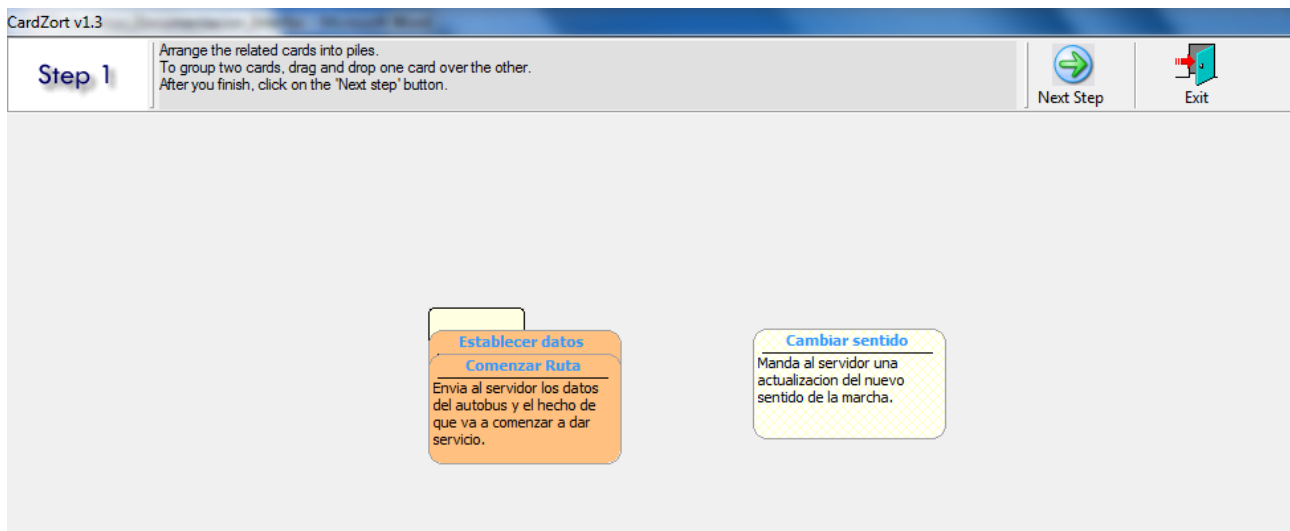 CardZort v1.3
Step 1
Arrange the related cards into piles.
To group two cards, drag and drop one card over the other.
After you finish, click on the 'Next step' button.
Next Step
Exit
Establecer datos
Comenzar Ruta
Envia al servidor los datos
del autobus y el hecho de
que va a comenzar a dar
servicio.
Cambiar sentido
Manda al servidor una
actualizacion del nuevo
sentido de la marcha.